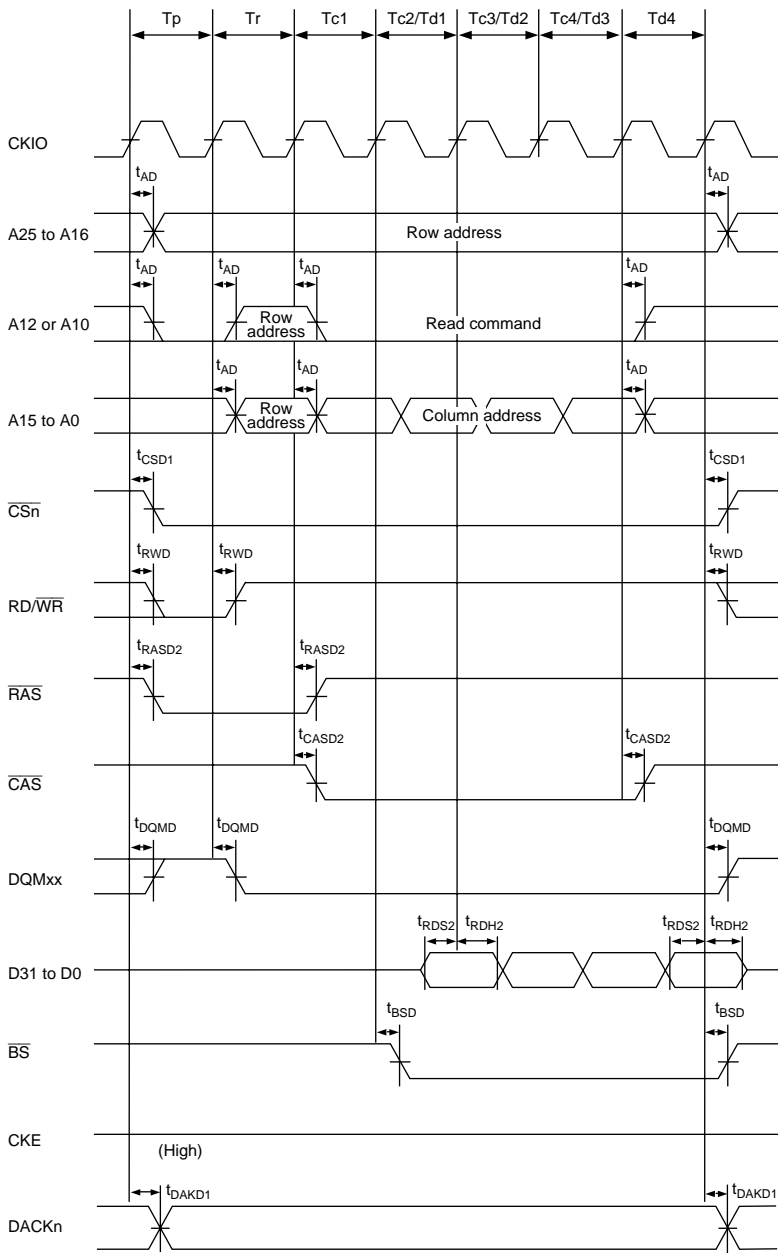 Tp Tr Tc1 Tc2/Td1 Tc3/Td2 Tc4/Td3 Td4
CKIO
tAD tAD
A25 to A16 Row address
tAD tAD tAD tAD
A12 or A10 Row address Read command
tAD tAD tAD
A15 to A0 Row address Column address
tCSD1 tCSD1
CSn
tRWD tRWD tRWD
RD/WR
tRASD2 tRASD2
RAS
tCASD2 tCASD2
CAS
tDQMD tDQMD tDQMD
DQMxx
tRDS2 tRDH2 tRDS2 tRDH2
D31 to D0
tBSD tBSD
BS
CKE
(High)
tDAKD1 tDAKD1
DACKn